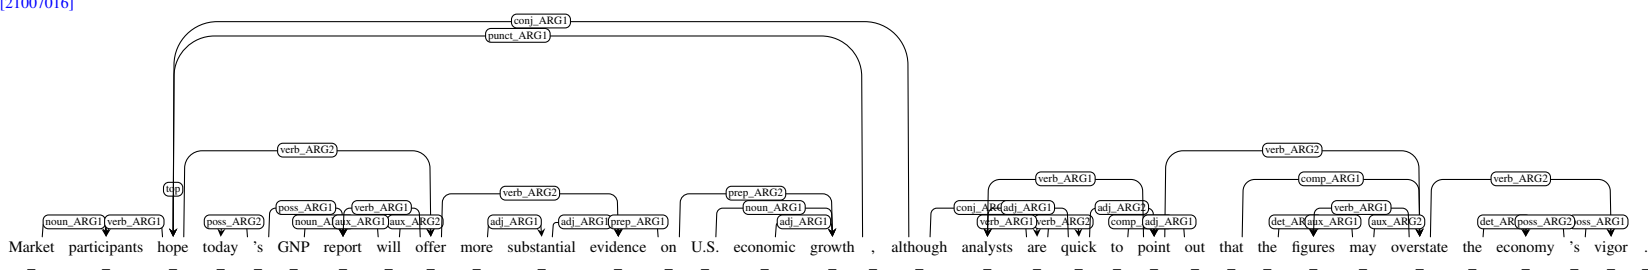 [21007016]
conj_ARG1
punct_ARG1
verb_ARG2 verb_ARG2
top verb_ARG1 comp_ARG1 verb_ARG2
verb_ARG2 prep_ARG2
poss_ARG1 verb_ARG1 noun_ARG1 adj_ARG1 adj_ARG2 verb_ARG1
noun_ARG1 verb_ARG1 poss_ARG2 aux_ARG1 aux_ARG2 adj_ARG1 prep_ARG1 adj_ARG1 verb_ARG1 verb_ARG2 adj_ARG1 aux_ARG1 aux_ARG2 poss_ARG2
Market participants hope today 's GNP report will offer more substantial evidence on U.S. economic growth , although analysts are quick to point out that the figures may overstate the economy 's vigor .